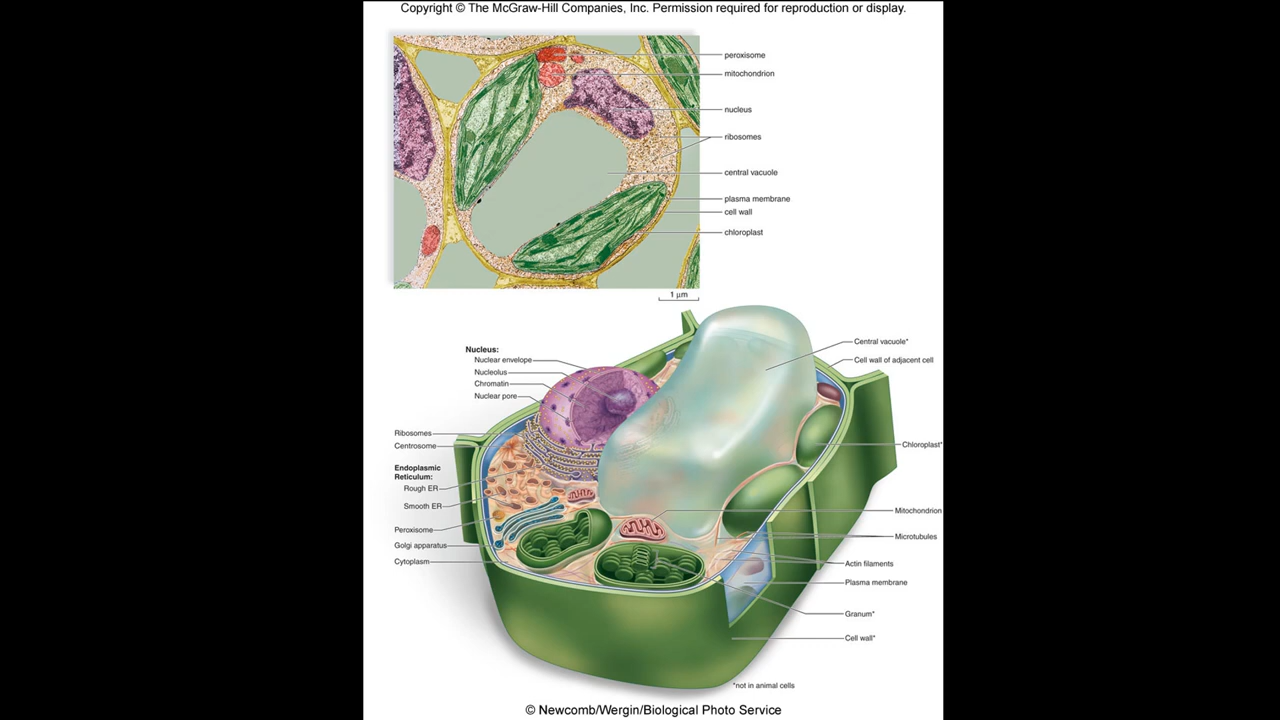 Copyright © The McGraw-Hill Companies, Inc. Permission required for reproduction or display.
peroxisome
mitochondrion
nucleus
ribosomes
central vacuole
plasma membrane
cell wall
chloroplast
1 µm
Central vacuole*
Cell wall of adjacent cell
Nucleus:
Nuclear envelope
Nucleolus
Chromatin
Nuclear pore
Ribosomes
Centrosome
Chloroplast*
Endoplasmic
Reticulum:
Rough ER
Smooth ER
Peroxisome
Golgi apparatus
Cytoplasm
Mitochondrion
Microtubules
Actin filaments
Plasma membrane
Granum*
Cell wall*
*not in animal cells
© Newcomb/Wergin/Biological Photo Service